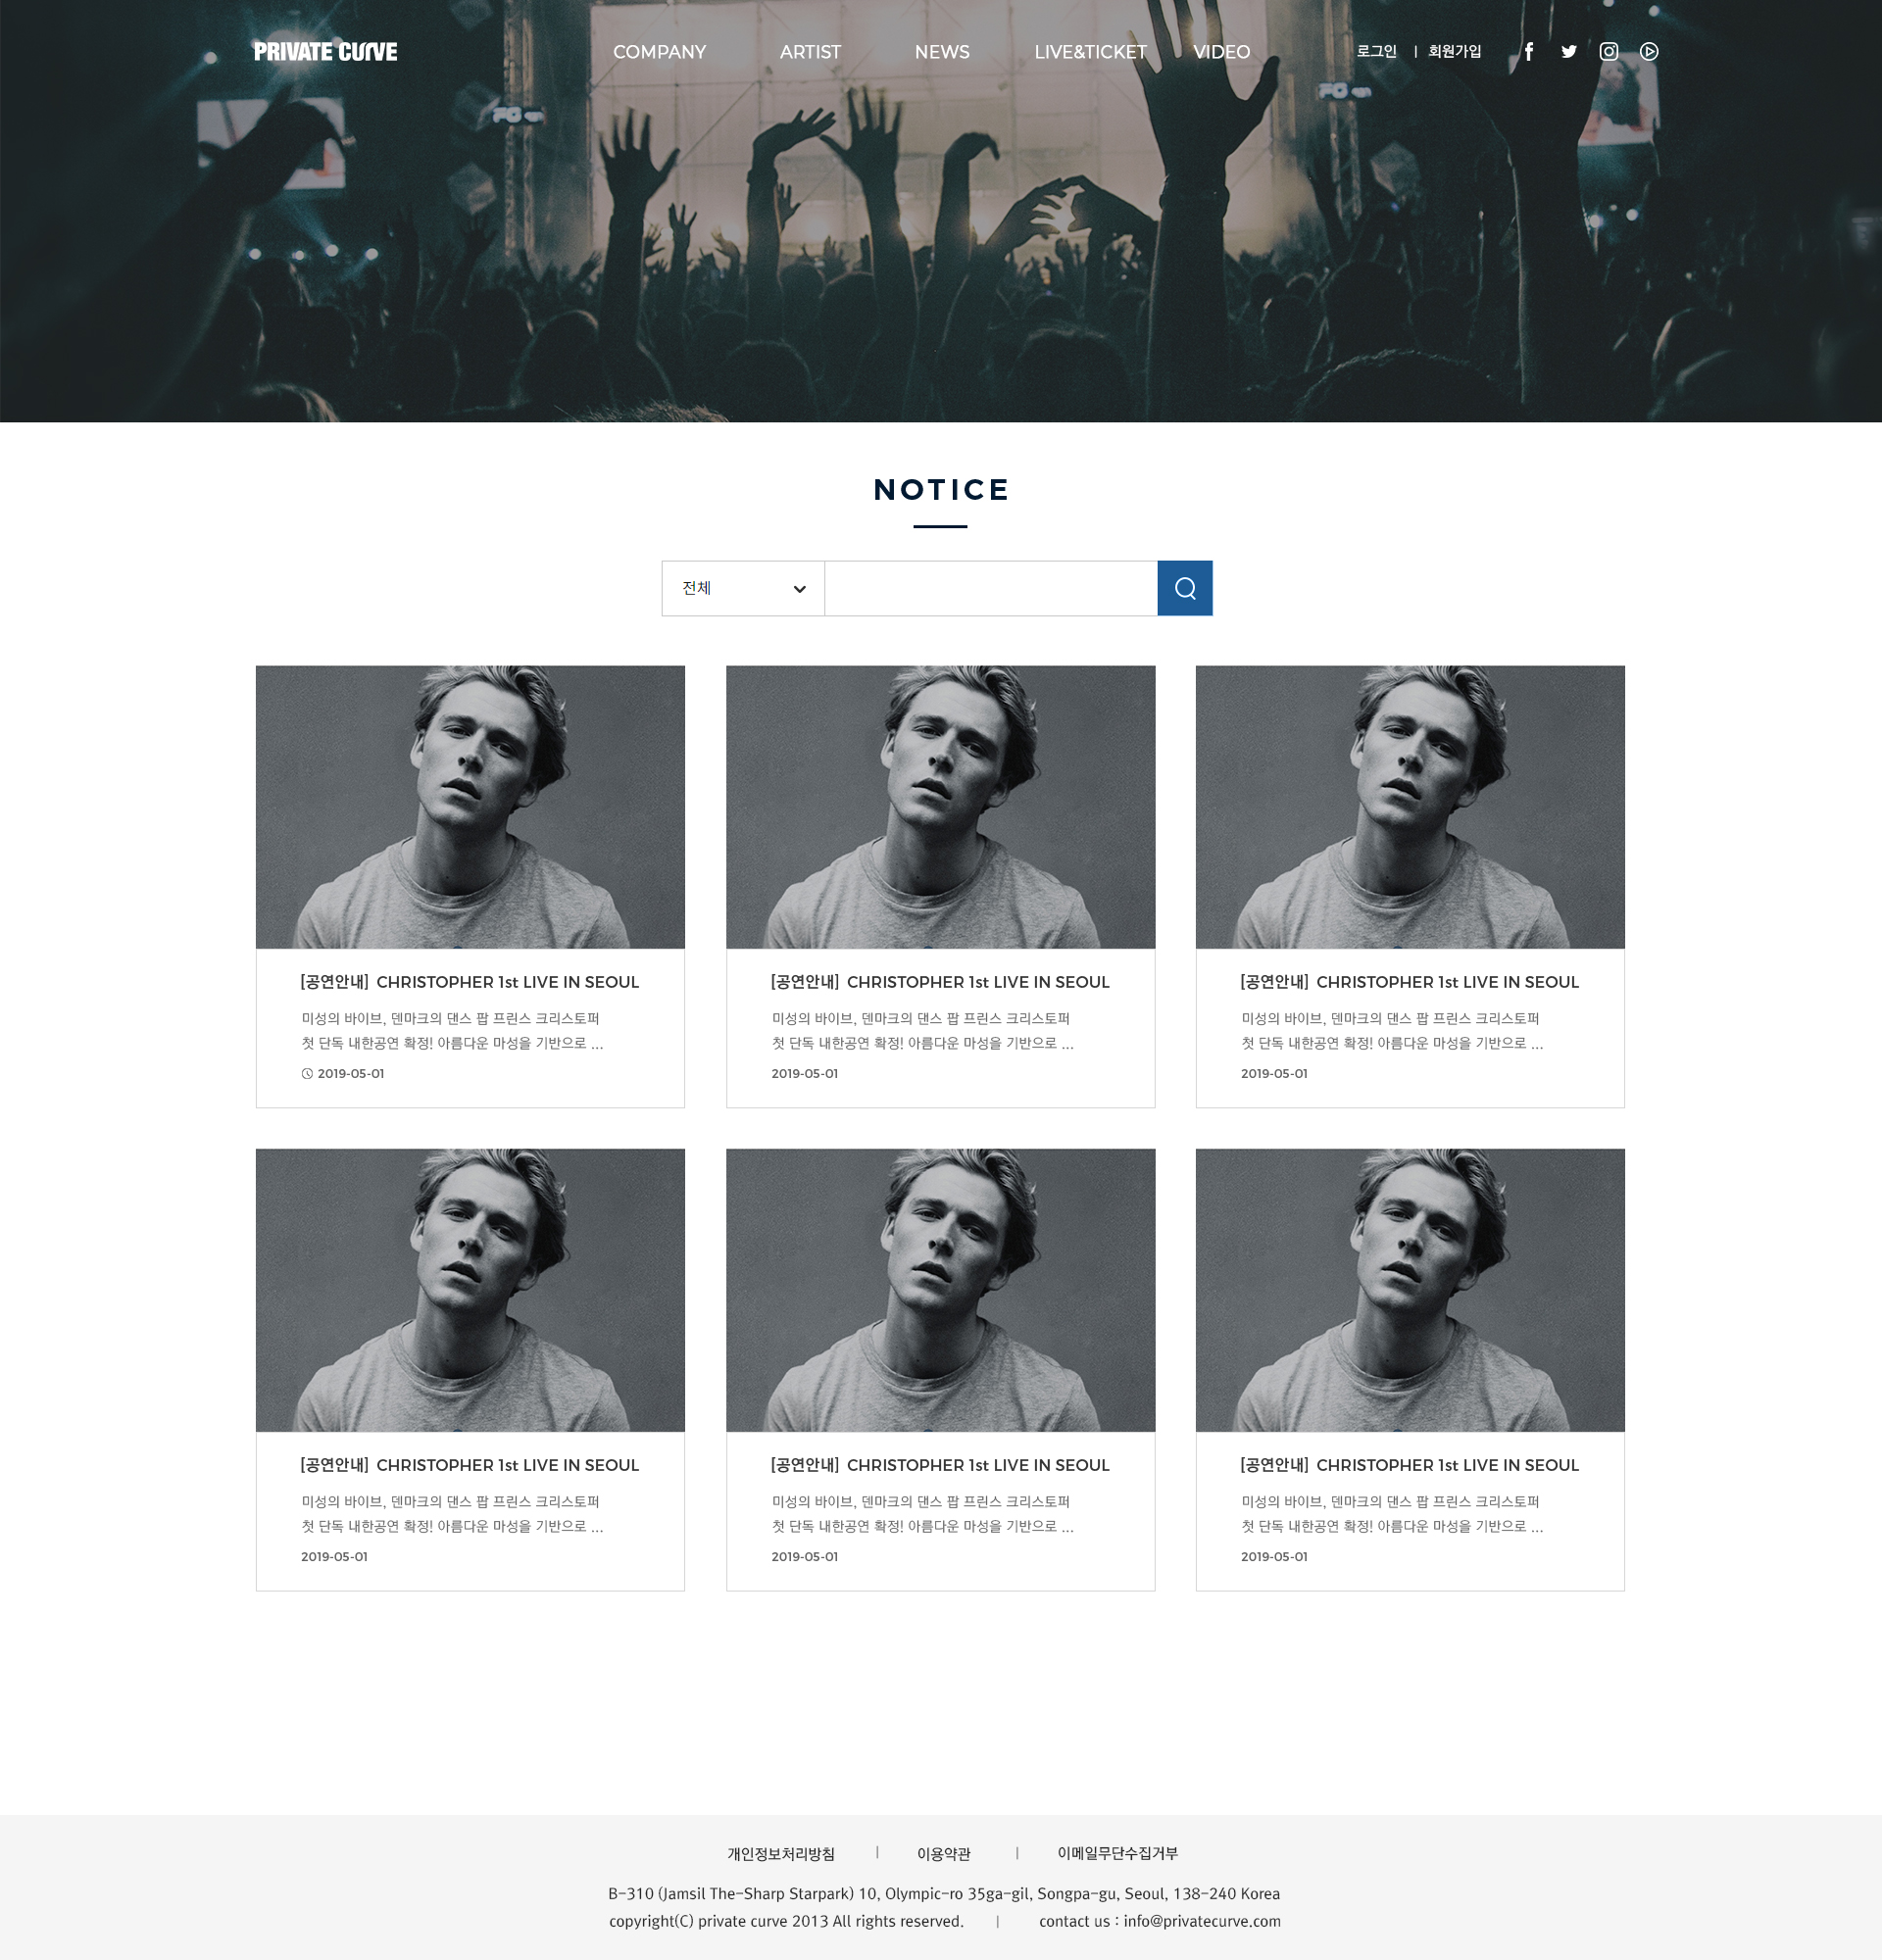 PRIVATE CURVE
COMPANY ARTIST NEWS LIVE&TICKET VIDEO 로그인 | 회원가입
NOTICE
전체
[공연안내] CHRISTOPHER 1st LIVE IN SEOUL
미성의 바이브, 덴마크의 댄스 팝 프린스 크리스토퍼
첫 단독 내한공연 확정! 아름다운 마성을 기반으로 ...
2019-05-01
[공연안내] CHRISTOPHER 1st LIVE IN SEOUL
미성의 바이브, 덴마크의 댄스 팝 프린스 크리스토퍼
첫 단독 내한공연 확정! 아름다운 마성을 기반으로 ...
2019-05-01
[공연안내] CHRISTOPHER 1st LIVE IN SEOUL
미성의 바이브, 덴마크의 댄스 팝 프린스 크리스토퍼
첫 단독 내한공연 확정! 아름다운 마성을 기반으로 ...
2019-05-01
[공연안내] CHRISTOPHER 1st LIVE IN SEOUL
미성의 바이브, 덴마크의 댄스 팝 프린스 크리스토퍼
첫 단독 내한공연 확정! 아름다운 마성을 기반으로 ...
2019-05-01
[공연안내] CHRISTOPHER 1st LIVE IN SEOUL
미성의 바이브, 덴마크의 댄스 팝 프린스 크리스토퍼
첫 단독 내한공연 확정! 아름다운 마성을 기반으로 ...
2019-05-01
[공연안내] CHRISTOPHER 1st LIVE IN SEOUL
미성의 바이브, 덴마크의 댄스 팝 프린스 크리스토퍼
첫 단독 내한공연 확정! 아름다운 마성을 기반으로 ...
2019-05-01
개인정보처리방침 | 이용약관 | 이메일무단수집거부
B-310 (Jamsil The-Sharp Starpark) 10, Olympic-ro 35ga-gil, Songpa-gu, Seoul, 138-240 Korea
copyright(C) private curve 2013 All rights reserved. | contact us : info@privatecurve.com